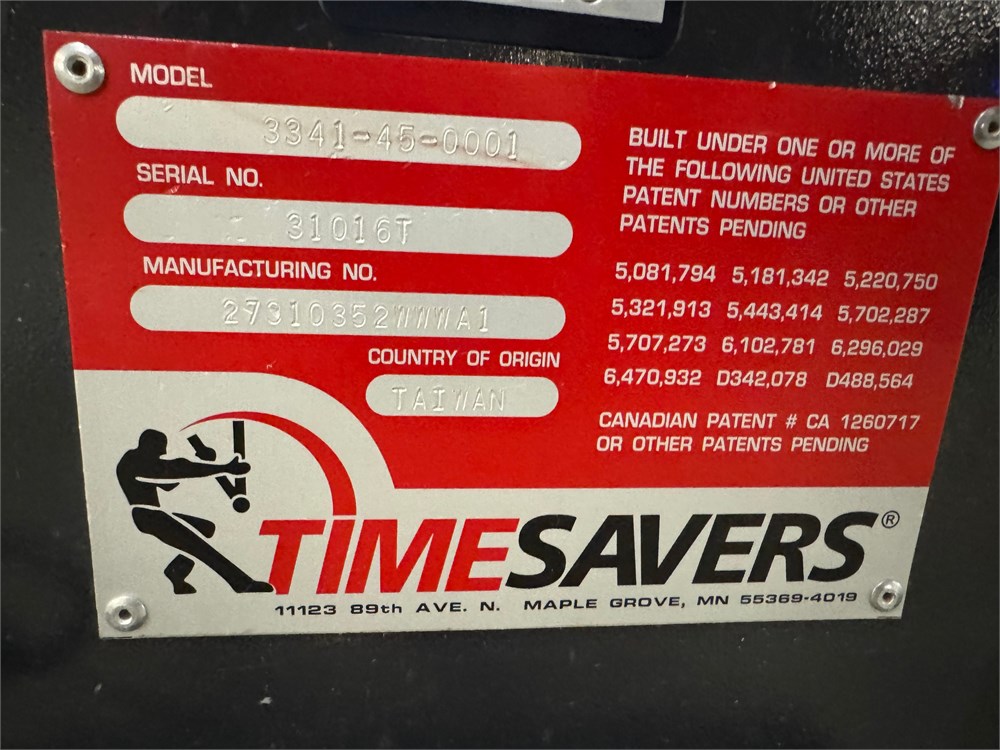 MODEL
3341-45-0001
SERIAL NO.
31016T
MANUFACTURING NO.
27310352WWWA1
COUNTRY OF ORIGIN
TAIWAN
BUILT UNDER ONE OR MORE OF
THE FOLLOWING UNITED STATES
PATENT NUMBERS OR OTHER
PATENTS PENDING
5,081,794 5,181,342 5,220,750
5,321,913 5,443,414 5,702,287
5,707,273 6,102,781 6,296,029
6,470,932 D342,078 D488,564
CANADIAN PATENT # CA 1260717
OR OTHER PATENTS PENDING
TIMESAVERS®
11123 89th AVE. N. MAPLE GROVE, MN 55369-4019